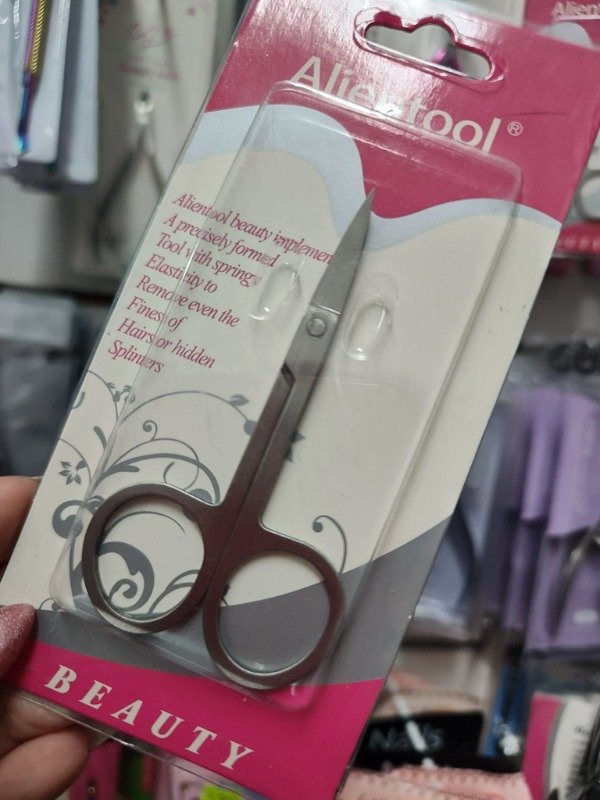 Alientool®
Alientool beauty implemen
A precisely formed
Tool with spring
Elasticity to
Remove even the
Finest of
Hairs or hidden
Splinters
BEAUTY
Nails